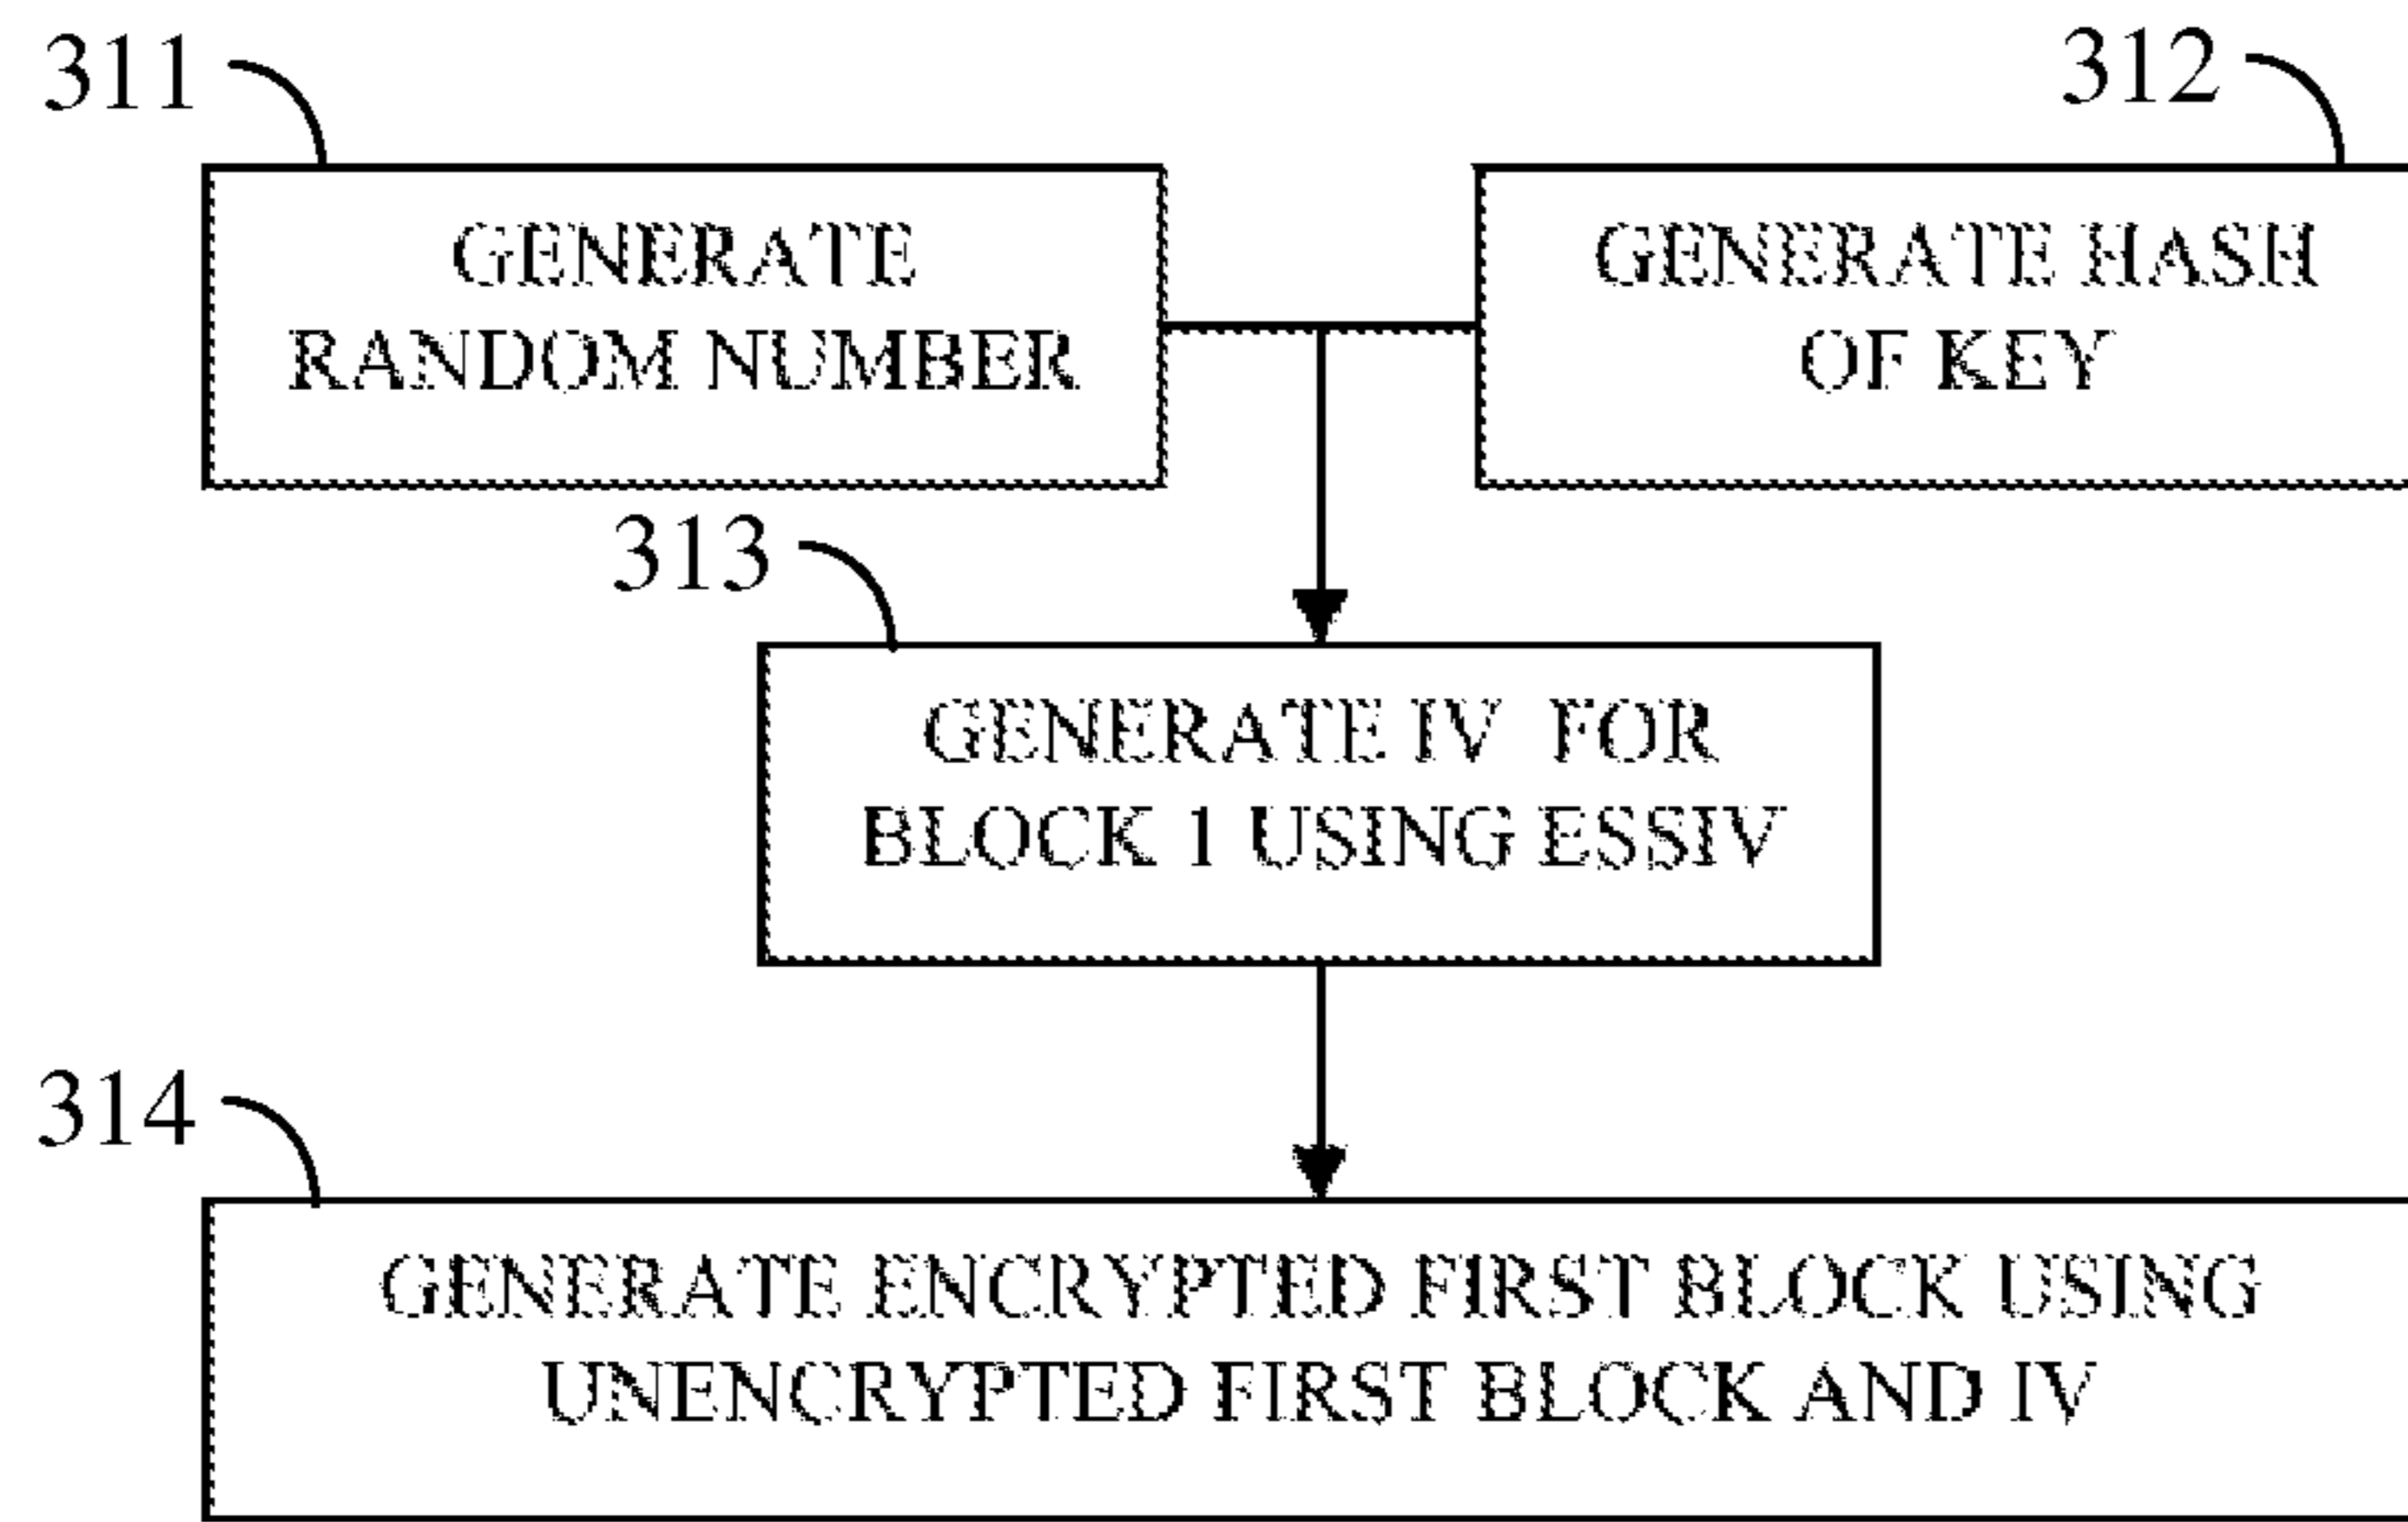 311
312
GENERATE
RANDOM NUMBER
GENERATE HASH
OF KEY
313
GENERATE IV FOR
BLOCK 1 USING ESSIV
314
GENERATE ENCRYPTED FIRST BLOCK USING
UNENCRYPTED FIRST BLOCK AND IV